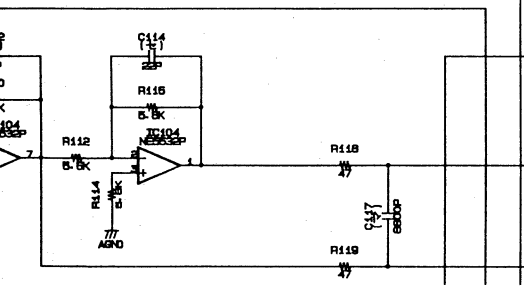 C114
22P
R115
5.6K
IC104
NE5532P
7
R112
5.6K
2
1
R118
47
R114
5.6K
AGND
C117
6800P
R119
47